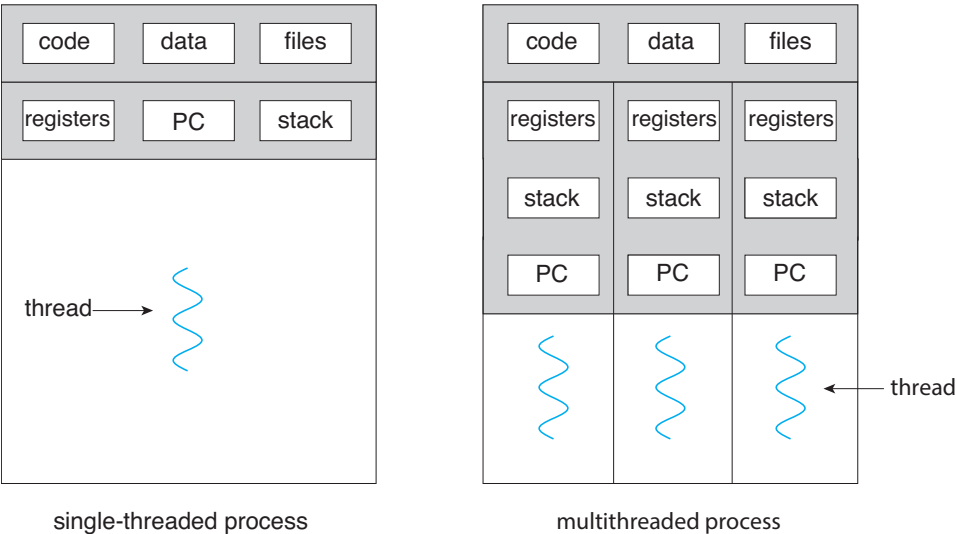 code data files
registers PC stack
thread
single-threaded process
code data files
registers registers registers
stack stack stack
PC PC PC
thread
multithreaded process